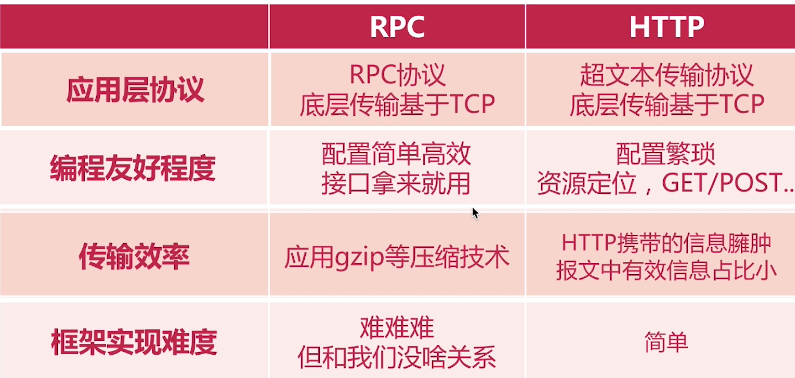 RPC
HTTP
应用层协议
RPC协议
底层传输基于TCP
超文本传输协议
底层传输基于TCP
编程友好程度
配置简单高效
接口拿来就用
配置繁琐
资源定位，GET/POST..
传输效率
应用gzip等压缩技术
HTTP携带的信息臃肿
报文中有效信息占比小
框架实现难度
难难难
但和我们没啥关系
简单